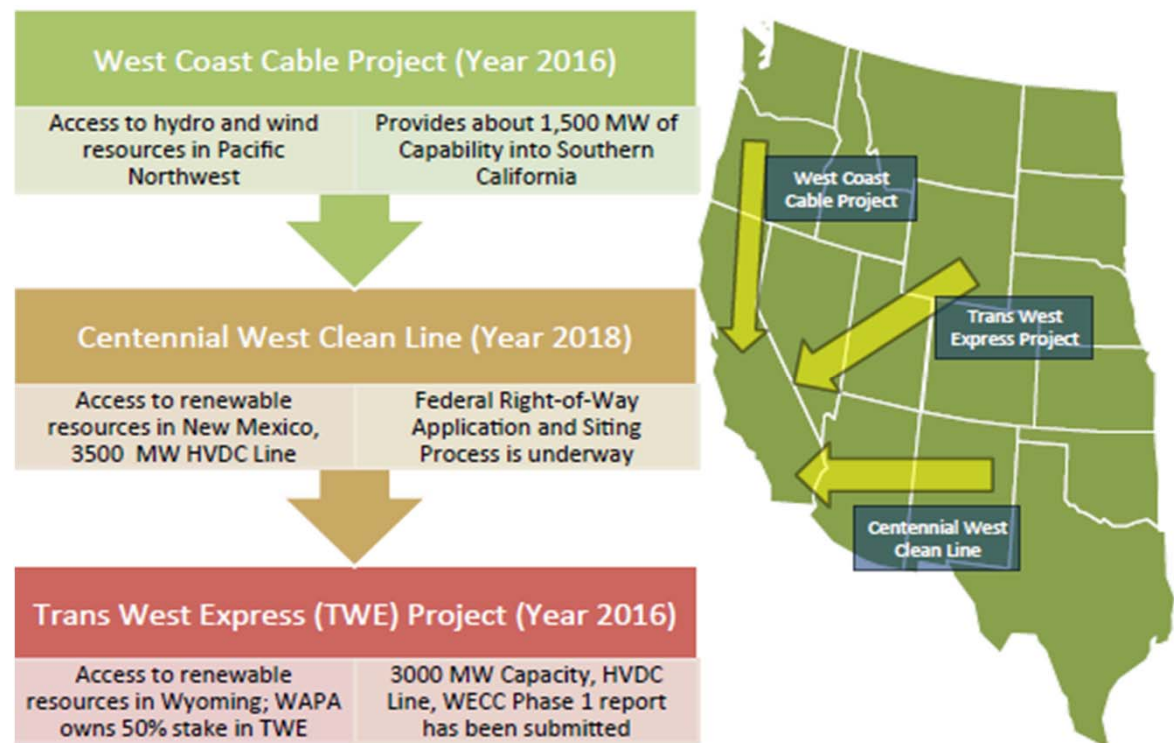 West Coast Cable Project (Year 2016)
Access to hydro and wind
resources in Pacific
Northwest
Provides about 1,500 MW of
Capability into Southern
California
Centennial West Clean Line (Year 2018)
Access to renewable
resources in New Mexico,
3500 MW HVDC Line
Federal Right-of-Way
Application and Siting
Process is underway
Trans West Express (TWE) Project (Year 2016)
Access to renewable
resources in Wyoming; WAPA
owns 50% stake in TWE
3000 MW Capacity, HVDC
Line, WECC Phase 1 report
has been submitted
West Coast
Cable Project
Trans West
Express Project
Centennial West
Clean Line